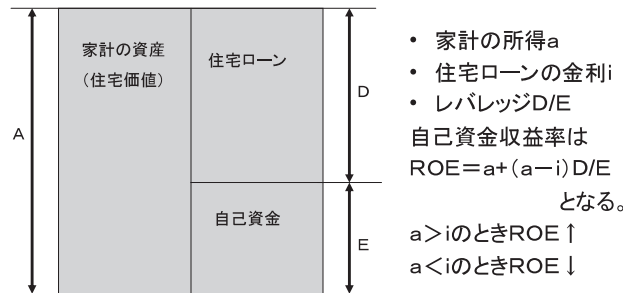 A
家計の資産
（住宅価値）
住宅ローン
自己資金
D
E
• 家計の所得a
• 住宅ローンの金利i
• レバレッジD/E
自己資金収益率は
ROE＝a+（a－i）D/E
となる。
a＞iのときROE↑
a＜iのときROE↓